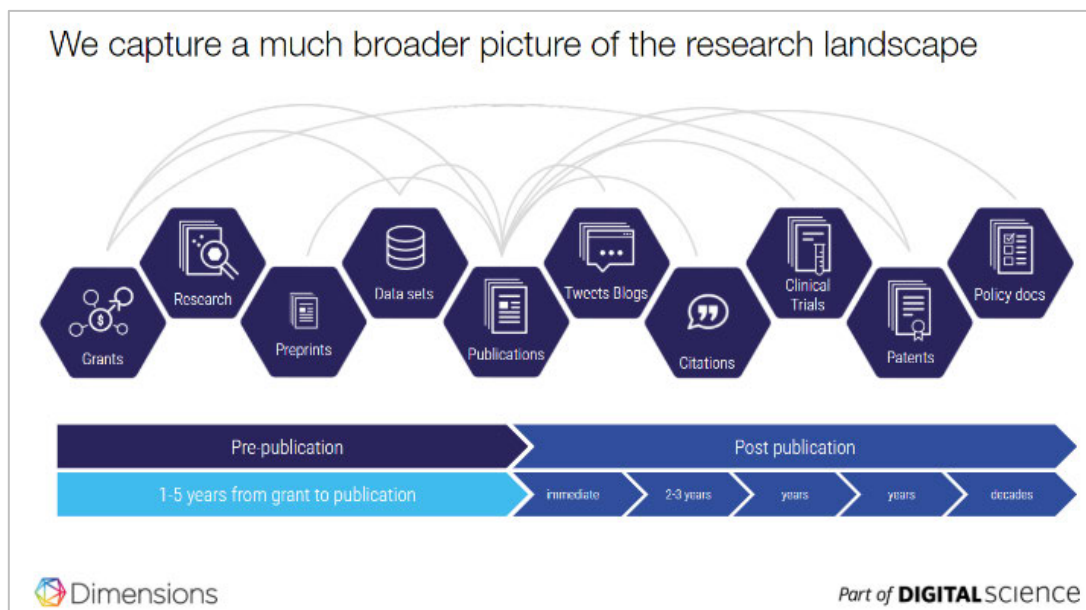 We capture a much broader picture of the research landscape
Grants
Research
Preprints
Data sets
Publications
Tweets Blogs
Citations
Clinical
Trials
Patents
Policy docs
Pre-publication
Post publication
1-5 years from grant to publication
immediate
2-3 years
years
years
decades
Dimensions
Part of DIGITALSCIENCE